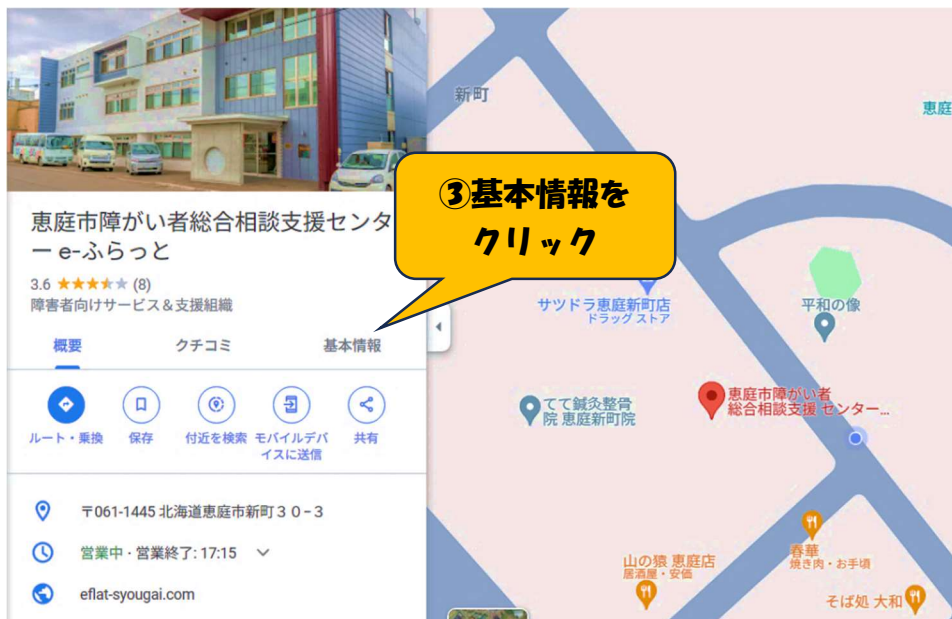 新町
恵庭
③基本情報を
クリック
恵庭市障がい者総合相談支援センタ
ー e-ふらっと
3.6 ★★★★★ (8)
障害者向けサービス＆支援組織
概要
クチコミ
基本情報
ルート・乗換
保存
付近を検索
モバイルデバ
イスに送信
共有
〒061-1445 北海道恵庭市新町３０−３
営業中・営業終了: 17:15
eflat-syougai.com
サツドラ恵庭新町店
ドラッグ ストア
平和の像
てて鍼灸整骨
院 恵庭新町院
恵庭市障がい者
総合相談支援 センター...
山の猿 恵庭店
居酒屋・安価
春華
焼き肉・お手頃
そば処 大和